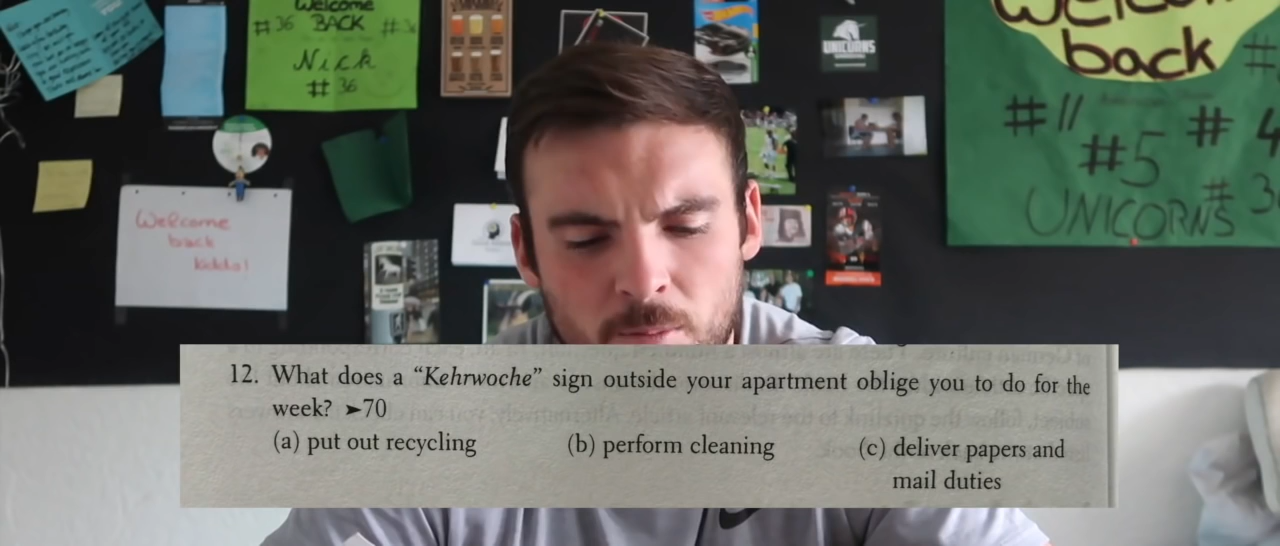 Welcome
#36 BACK #36
Nick
#36
UNICORNS
Welcome
back
kiddo!
back
#11
#5
#
UNICORNS
12. What does a “Kehrwoche” sign outside your apartment oblige you to do for the
week? ➤70
(a) put out recycling (b) perform cleaning (c) deliver papers and
mail duties